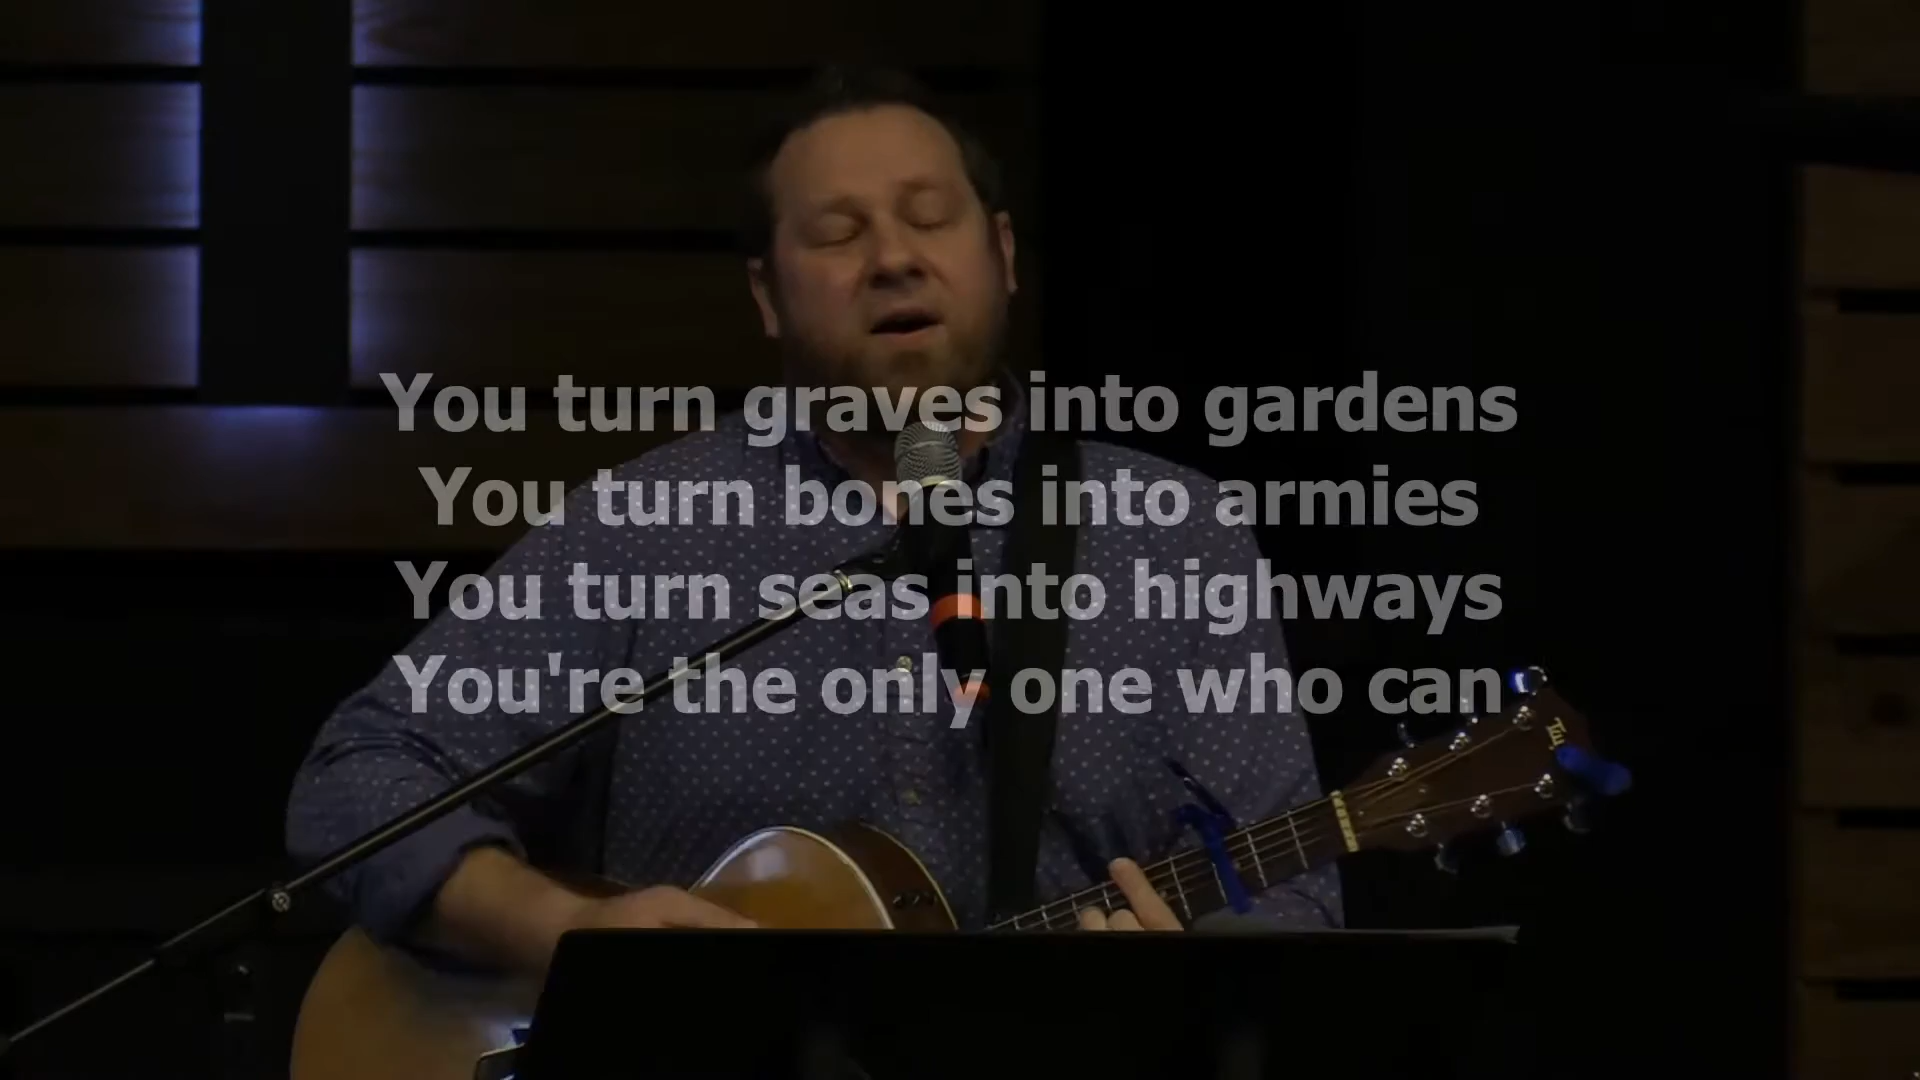 You turn graves into gardens
You turn bones into armies
You turn seas into highways
You're the only one who can